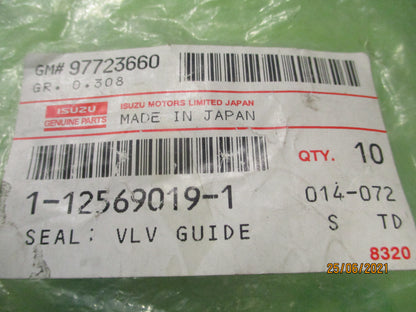 GM# 97723660
GR. 0.308
ISUZU
GENUINE PARTS
ISUZU MOTORS LIMITED JAPAN
MADE IN JAPAN
QTY. 10
1-12569019-1
014-072
SEAL: VLV GUIDE
S TD
8320
25/06/2021